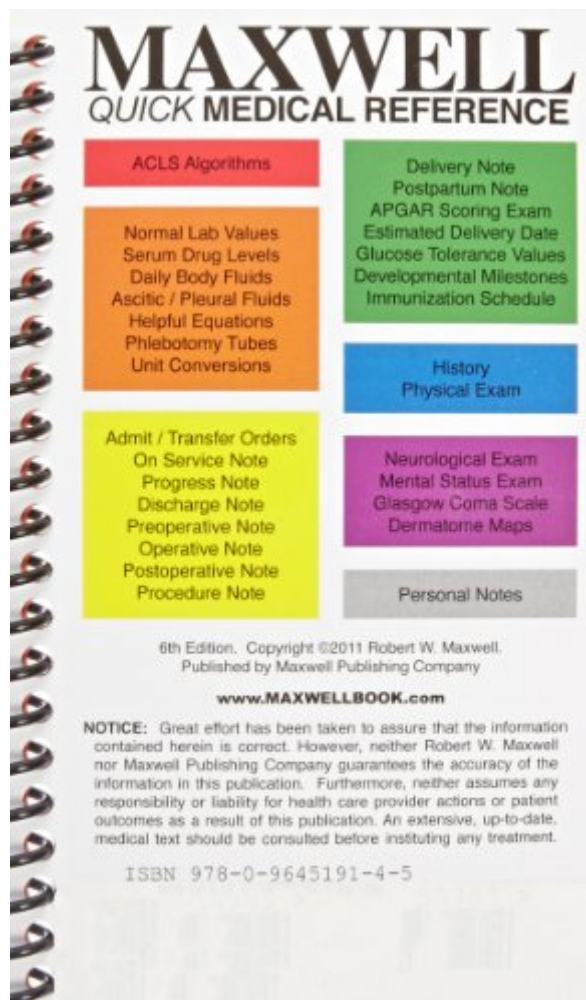 MAXWELL
QUICK MEDICAL REFERENCE
ACLS Algorithms
Normal Lab Values
Serum Drug Levels
Daily Body Fluids
Ascitic / Pleural Fluids
Helpful Equations
Phlebotomy Tubes
Unit Conversions
Admit / Transfer Orders
On Service Note
Progress Note
Discharge Note
Preoperative Note
Operative Note
Postoperative Note
Procedure Note
Delivery Note
Postpartum Note
APGAR Scoring Exam
Estimated Delivery Date
Glucose Tolerance Values
Developmental Milestones
Immunization Schedule
History
Physical Exam
Neurological Exam
Mental Status Exam
Glasgow Coma Scale
Dermatome Maps
Personal Notes
6th Edition. Copyright ©2011 Robert W. Maxwell.
Published by Maxwell Publishing Company
www.MAXWELLBOOK.com
NOTICE: Great effort has been taken to assure that the information
contained herein is correct. However, neither Robert W. Maxwell
nor Maxwell Publishing Company guarantees the accuracy of the
information in this publication. Furthermore, neither assumes any
responsibility or liability for health care provider actions or patient
outcomes as a result of this publication. An extensive, up-to-date,
medical text should be consulted before instituting any treatment.
ISBN 978-0-9645191-4-5